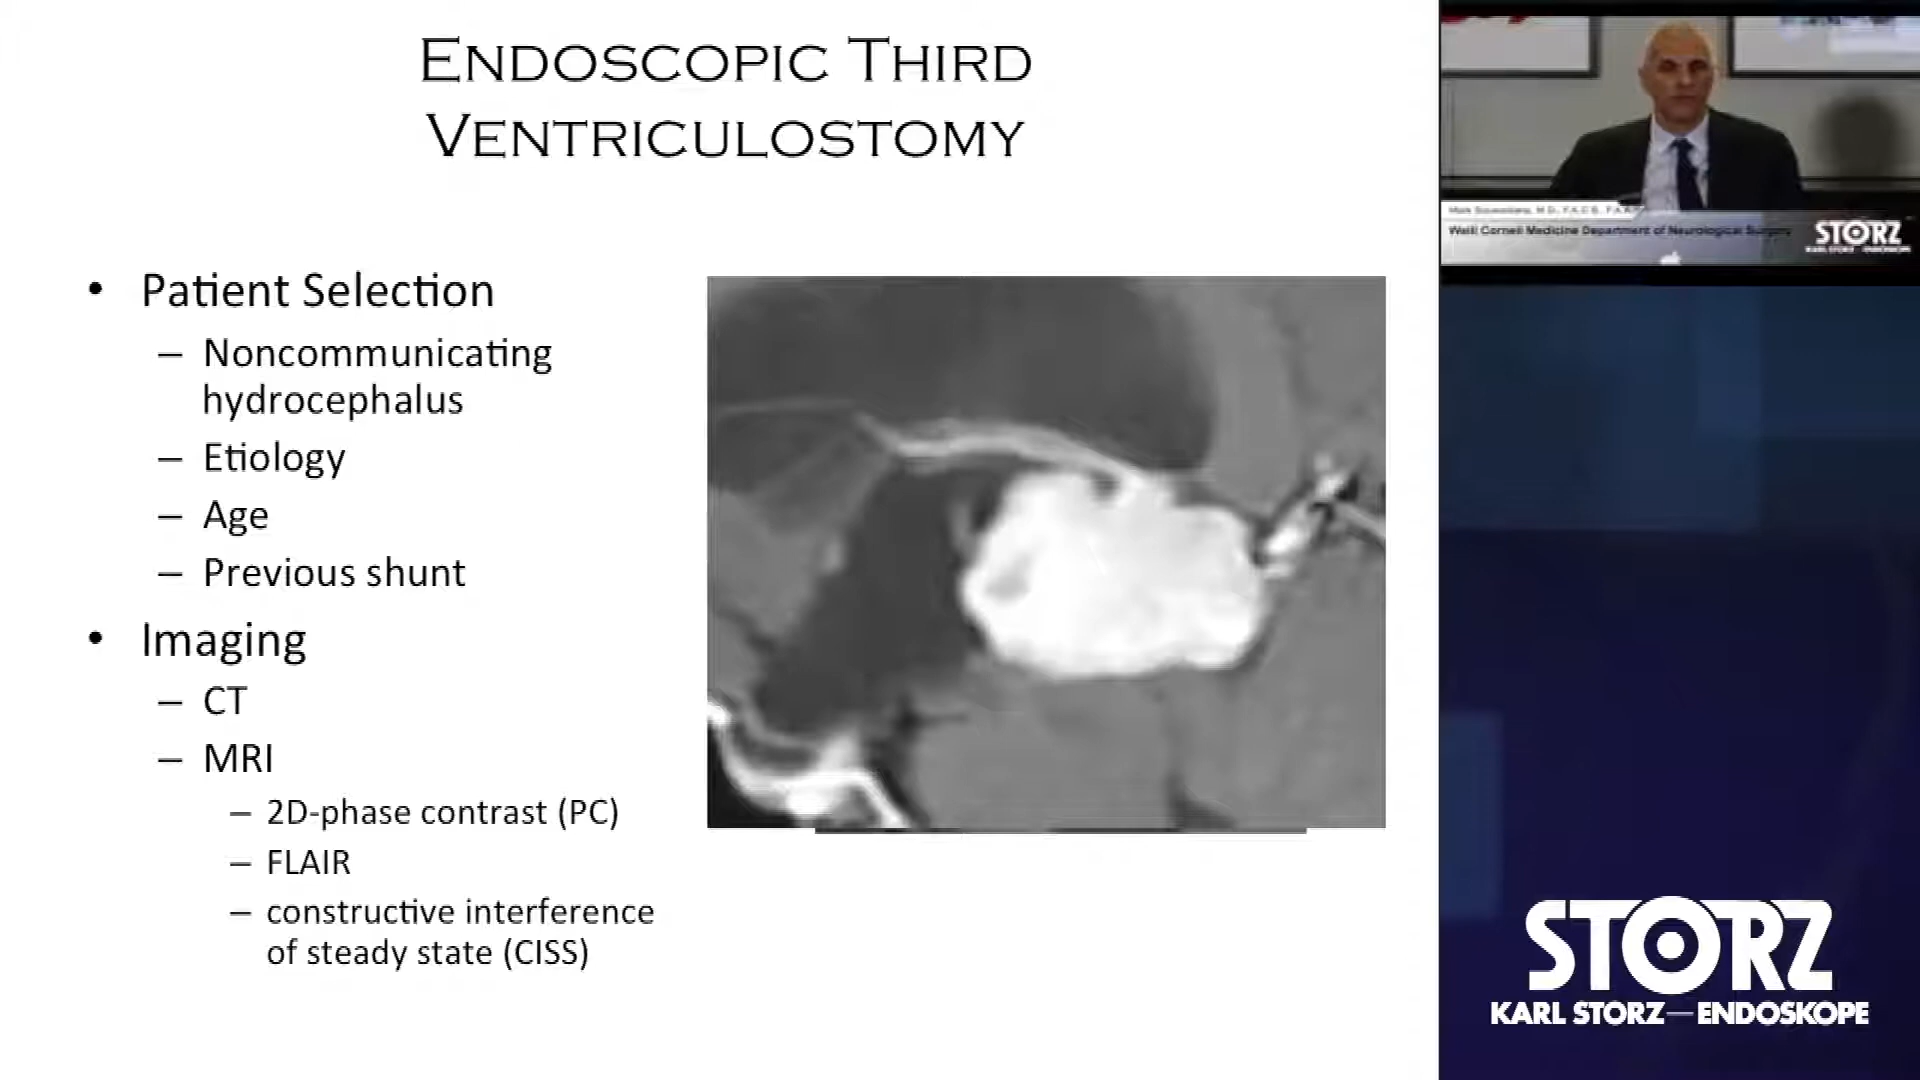 ENDOSCOPIC THIRD
VENTRICULOSTOMY
• Patient Selection
– Noncommunicating
hydrocephalus
– Etiology
– Age
– Previous shunt
• Imaging
– CT
– MRI
– 2D-phase contrast (PC)
– FLAIR
– constructive interference
of steady state (CISS)
Weill Cornell Medicine Department of Neurological Surgery
STORZ
KARL STORZ—ENDOSKOPE
STORZ
KARL STORZ—ENDOSKOPE